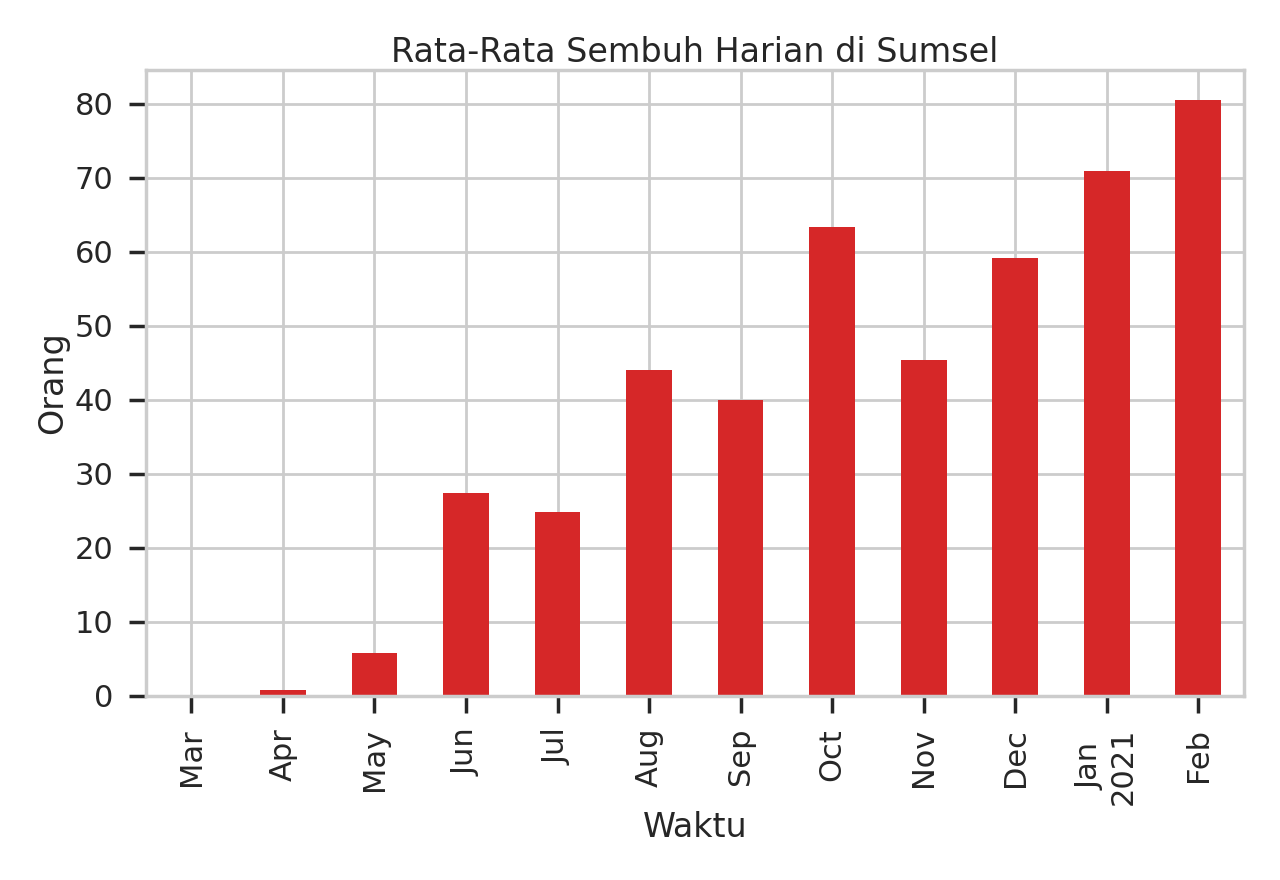 Rata-Rata Sembuh Harian di Sumsel
Orang
80
70
60
50
40
30
20
10
0
Mar
Apr
May
Jun
Jul
Aug
Sep
Oct
Nov
Dec
Jan
2021
Feb
Waktu